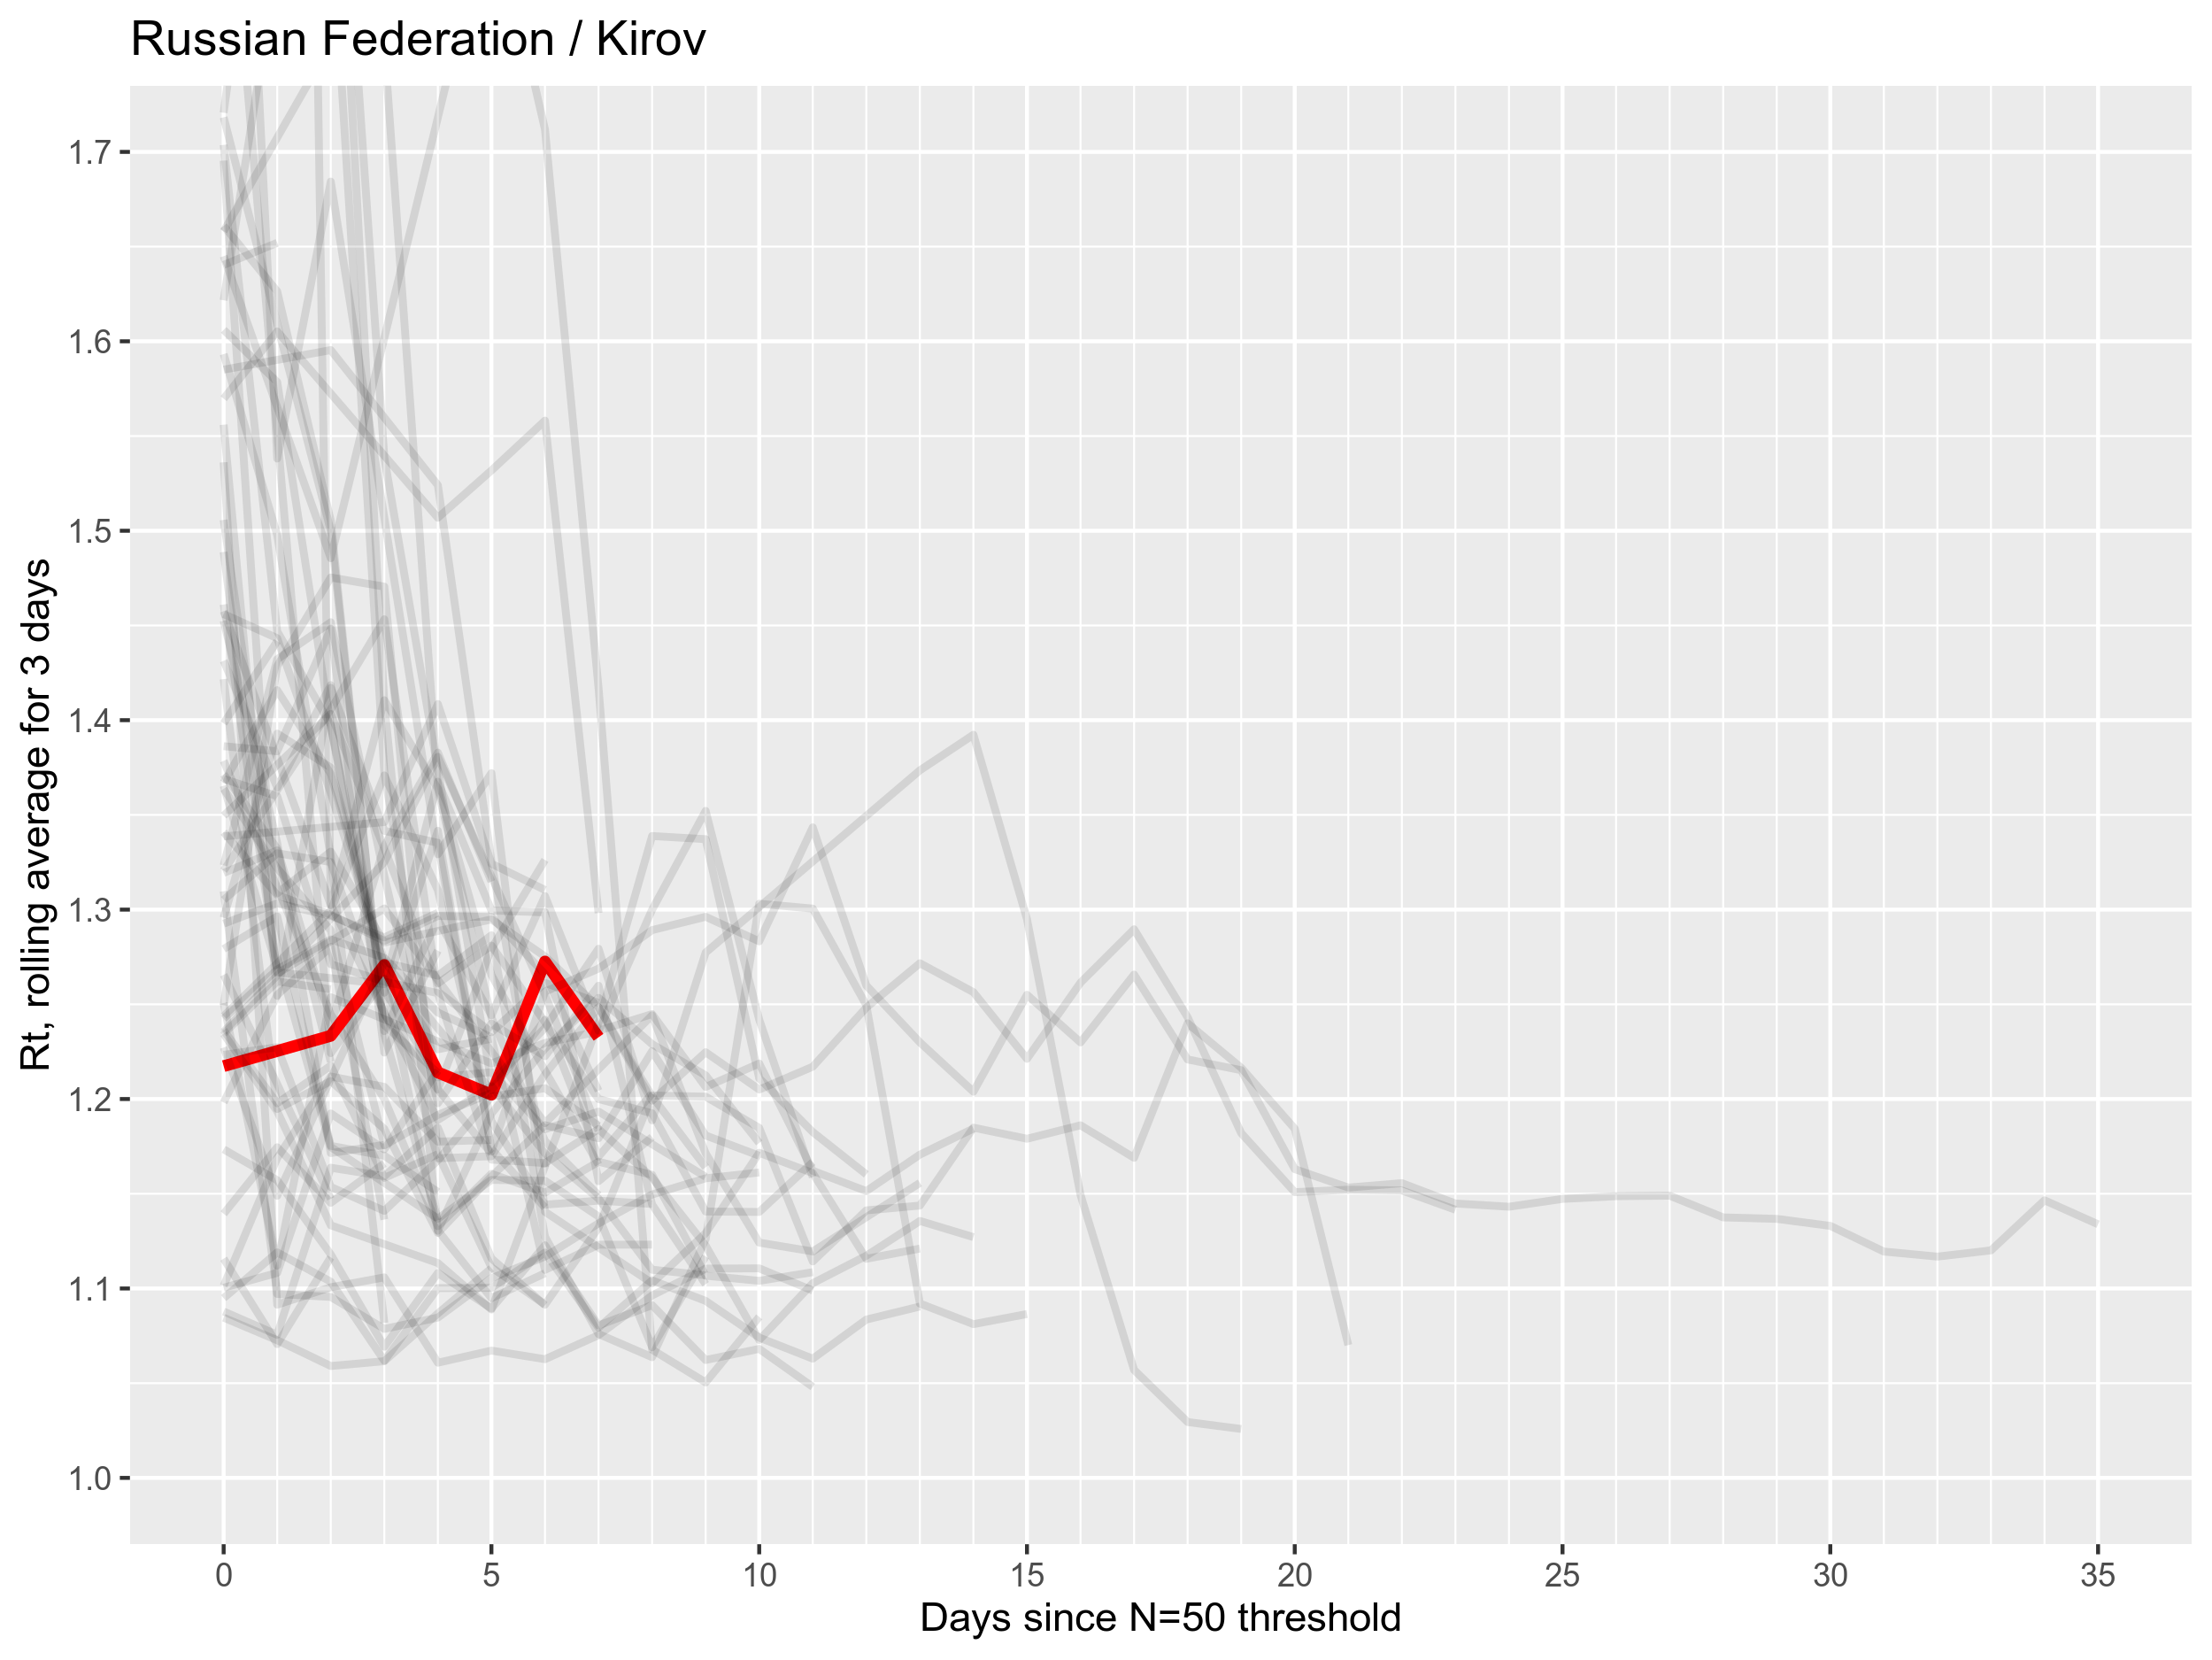 Russian Federation / Kirov
Rt, rolling average for 3 days
1.7
1.6
1.5
1.4
1.3
1.2
1.1
1.0
0 5 10 15 20 25 30 35
Days since N=50 threshold